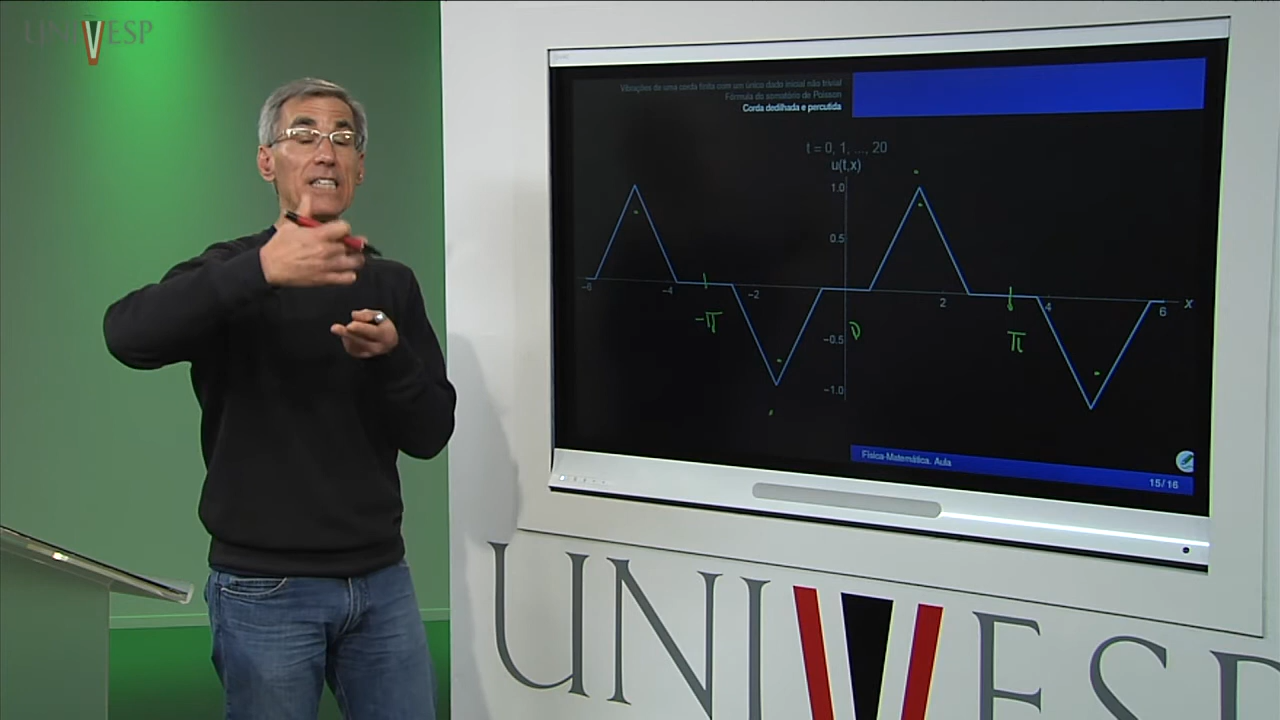 UNIVESP
Vibrações de uma corda finita com um único dado inicial não trivial
Fórmula do somatório de Poisson
Corda dedilhada e percutida
t = 0, 1, ..., 20
u(t,x)
1.0
0.5
-6 -4 -2 2 4 6 x
-π 0 π
-0.5
-1.0
Física-Matemática. Aula
15/16
UNIVESP